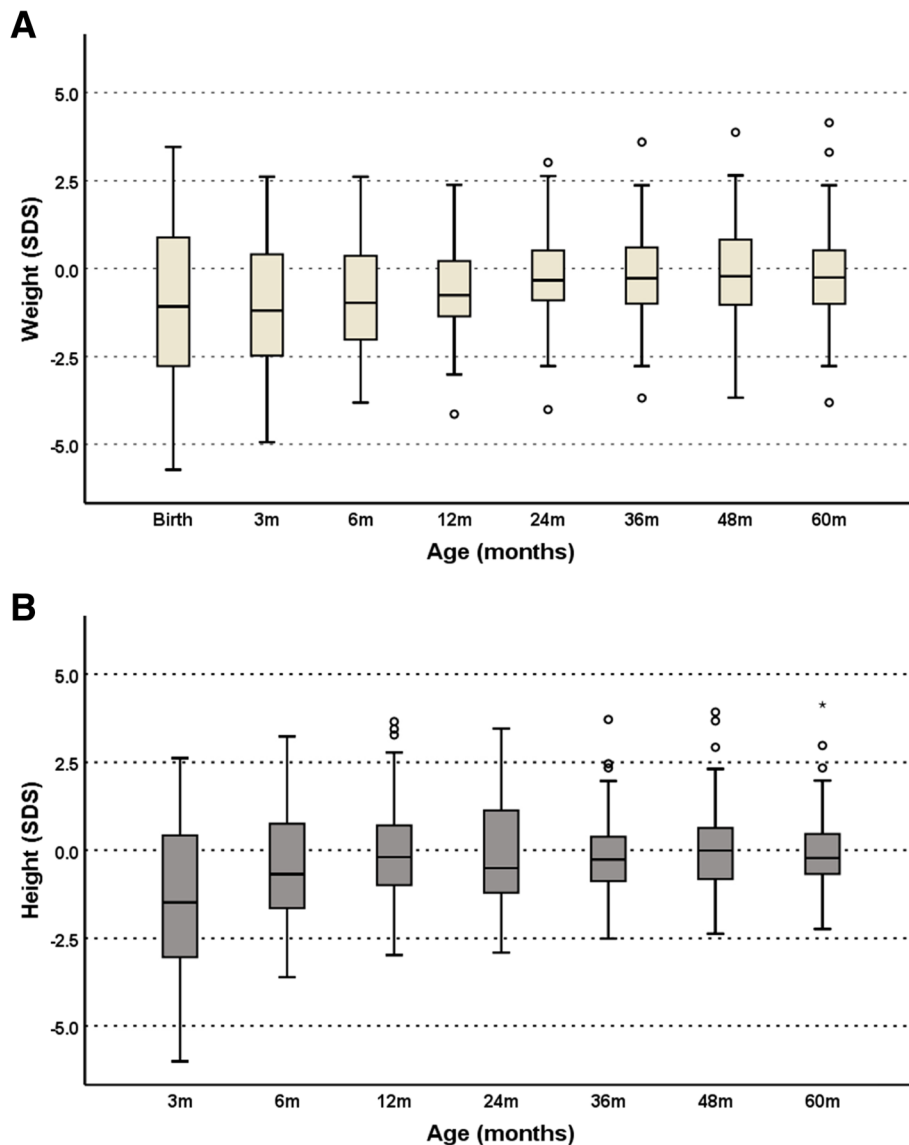 A
5.0
2.5
0.0
-2.5
-5.0
Weight (SDS)
Birth 3m 6m 12m 24m 36m 48m 60m
Age (months)
B
5.0
2.5
0.0
-2.5
-5.0
Height (SDS)
*
3m 6m 12m 24m 36m 48m 60m
Age (months)